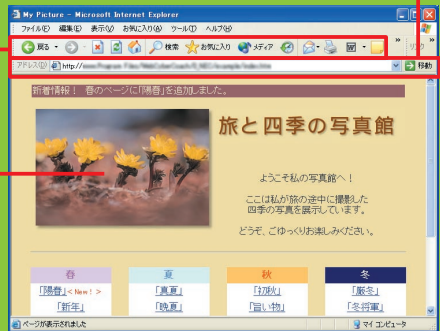 My Picture - Microsoft Internet Explorer
ファイル(F) 編集(E) 表示(V) お気に入り(A) ツール(T) ヘルプ(H)
戻る 検索 お気に入り メディア
アドレス(D) http:// 移動
新着情報！ 春のページに「陽春」を追加しました。
旅と四季の写真館
ようこそ私の写真館へ！
ここは私が旅の途中に撮影した
四季の写真を展示しています。
どうぞ、ごゆっくりお楽しみください。
春 夏 秋 冬
「陽春」< New ! > 「真夏」 「初秋」 「厳冬」
「新年」 「晩夏」 「旨い物」 「冬将軍」
ページが表示されました マイ コンピュータ